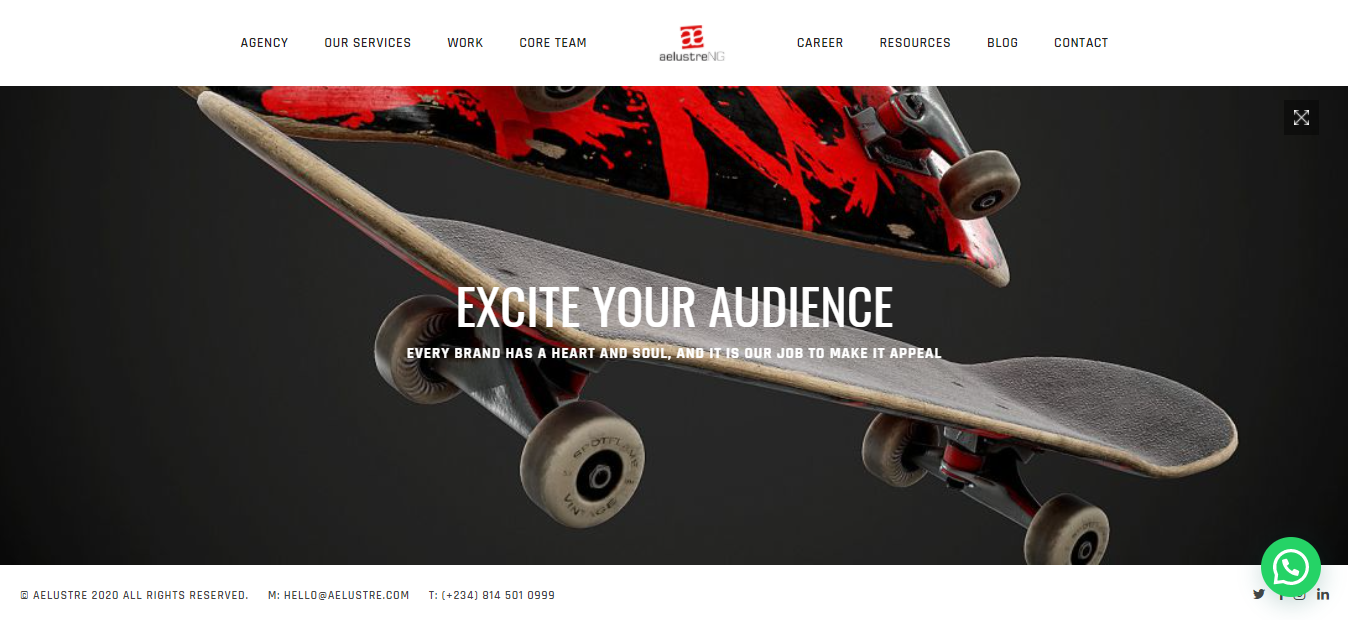 AGENCY OUR SERVICES WORK CORE TEAM
aelustreNG
CAREER RESOURCES BLOG CONTACT
EXCITE YOUR AUDIENCE
EVERY BRAND HAS A HEART AND SOUL, AND IT IS OUR JOB TO MAKE IT APPEAL
SPOTFLAME
VINTAGE
© AELUSTRE 2020 ALL RIGHTS RESERVED. M: HELLO@AELUSTRE.COM T: (+234) 814 501 0999